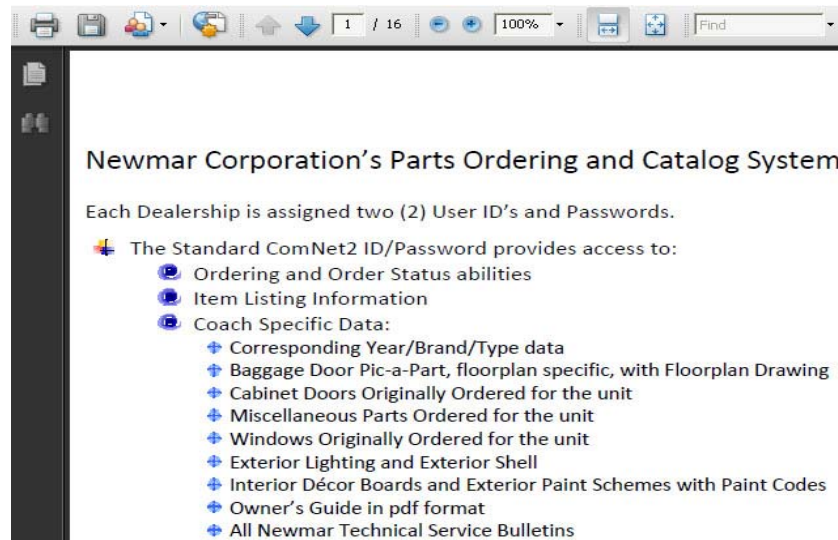 1 / 16 100% Find
Newmar Corporation's Parts Ordering and Catalog System
Each Dealership is assigned two (2) User ID's and Passwords.
The Standard ComNet2 ID/Password provides access to:
Ordering and Order Status abilities
Item Listing Information
Coach Specific Data:
Corresponding Year/Brand/Type data
Baggage Door Pic-a-Part, floorplan specific, with Floorplan Drawing
Cabinet Doors Originally Ordered for the unit
Miscellaneous Parts Ordered for the unit
Windows Originally Ordered for the unit
Exterior Lighting and Exterior Shell
Interior Décor Boards and Exterior Paint Schemes with Paint Codes
Owner's Guide in pdf format
All Newmar Technical Service Bulletins